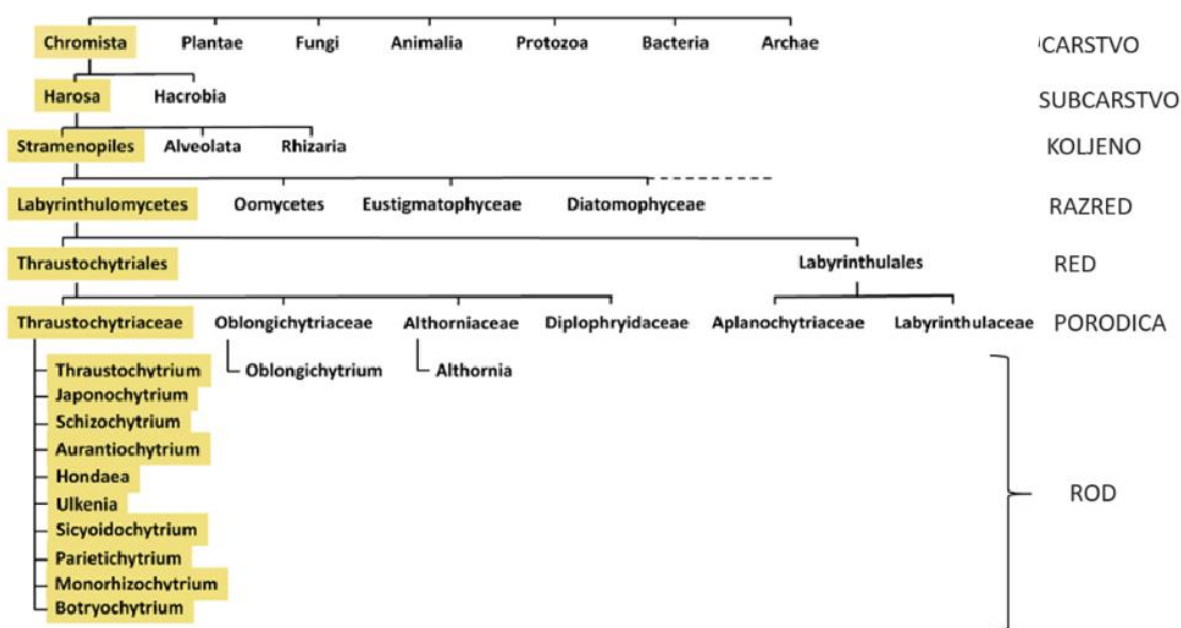 Chromista Plantae Fungi Animalia Protozoa Bacteria Archae CARSTVO
Harosa Hacrobia SUBCARSTVO
Stramenopiles Alveolata Rhizaria KOLJENO
Labyrinthulomycetes Oomycetes Eustigmatophyceae Diatomophyceae RAZRED
Thraustochytriales Labyrinthulales RED
Thraustochytriaceae Oblongichytriaceae Althorniaceae Diplophryidaceae Aplanochytriaceae Labyrinthulaceae PORODICA
Thraustochytrium Oblongichytrium Althornia
Japonochytrium
Schizochytrium
Aurantiochytrium
Hondaea
ROD
Ulkenia
Sicyoidochytrium
Parietichytrium
Monorhizochytrium
Botryochytrium